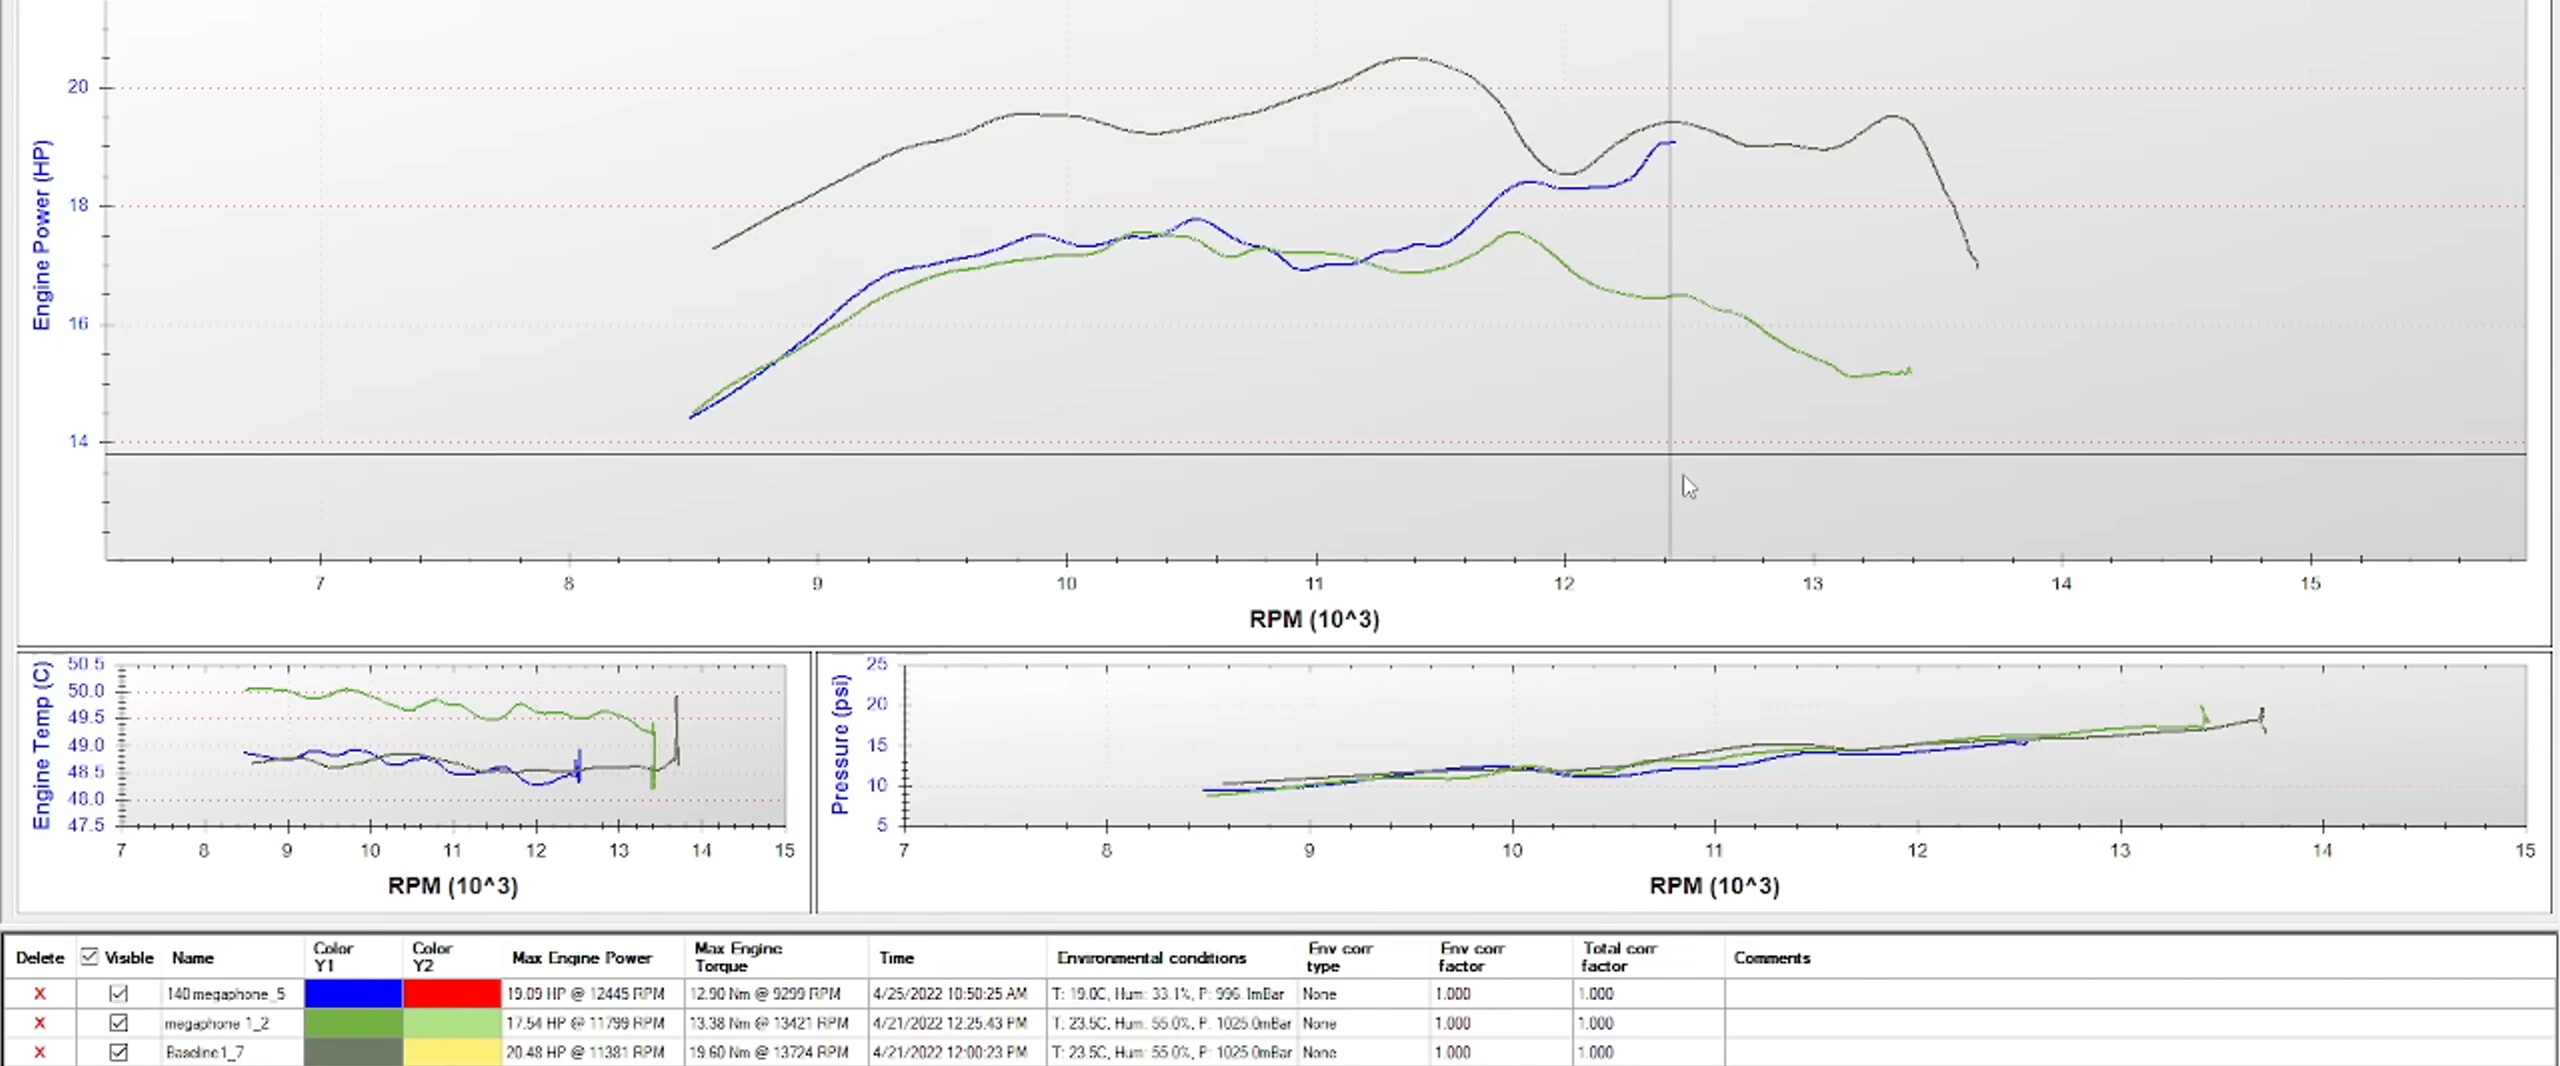 20
18
16
14
Engine Power (HP)
7 8 9 10 11 12 13 14 15
RPM (10^3)
50.5
50.0
49.5
49.0
48.5
48.0
47.5
Engine Temp (C)
7 8 9 10 11 12 13 14 15
RPM (10^3)
25
20
15
10
5
Pressure (psi)
7 8 9 10 11 12 13 14 15
RPM (10^3)
Delete Visible Name Color Y1 Color Y2 Max Engine Power Max Engine Torque Time Environmental conditions Env corr type Env corr factor Total corr factor Comments
X 140 megaphone_5 19.09 HP @ 12445 RPM 12.90 Nm @ 9299 RPM 4/25/2022 10:50:25 AM T: 19.0C, Hum: 33.1%, P: 996.1mBar None 1.000 1.000
X megaphone 1_2 17.54 HP @ 11799 RPM 13.38 Nm @ 13421 RPM 4/21/2022 12:25:43 PM T: 23.5C, Hum: 55.0%, P: 1025.0mBar None 1.000 1.000
X Baseline1_7 20.48 HP @ 11381 RPM 19.60 Nm @ 13724 RPM 4/21/2022 12:00:23 PM T: 23.5C, Hum: 55.0%, P: 1025.0mBar None 1.000 1.000